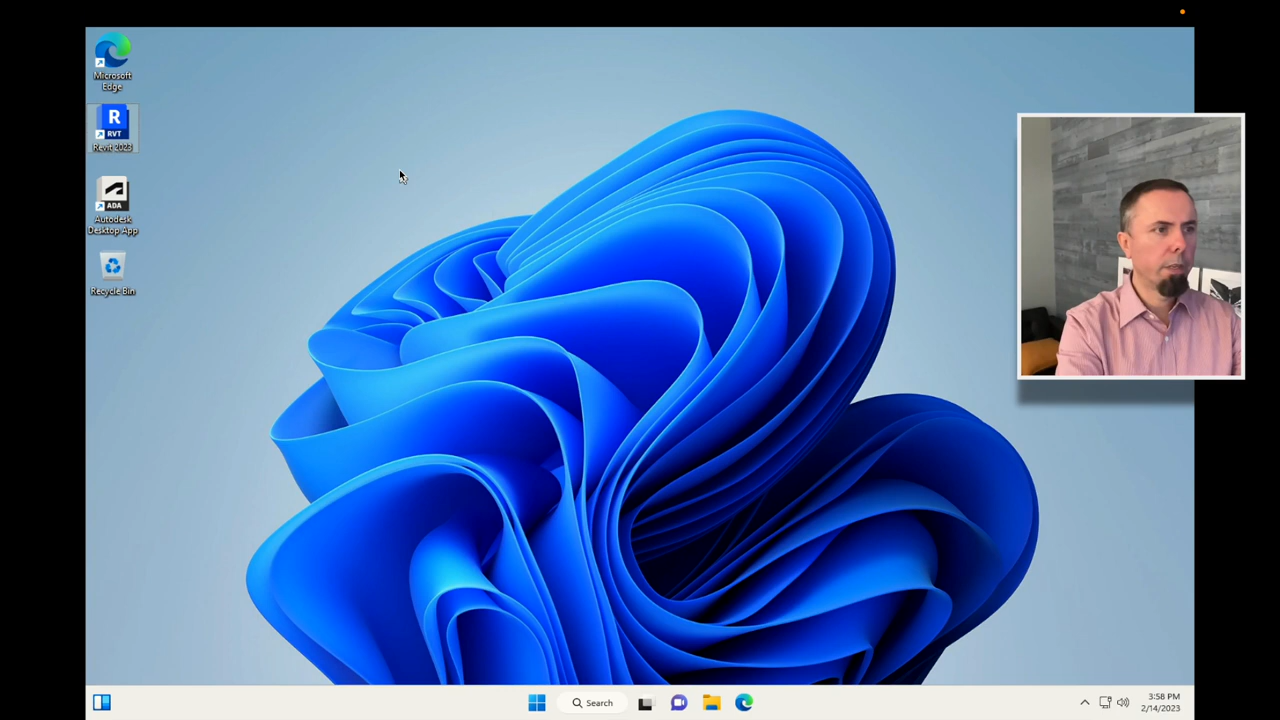 Microsoft
Edge
R
RVT
Revit 2023
ADA
Autodesk
Desktop App
Recycle Bin
Search
3:58 PM
2/14/2023